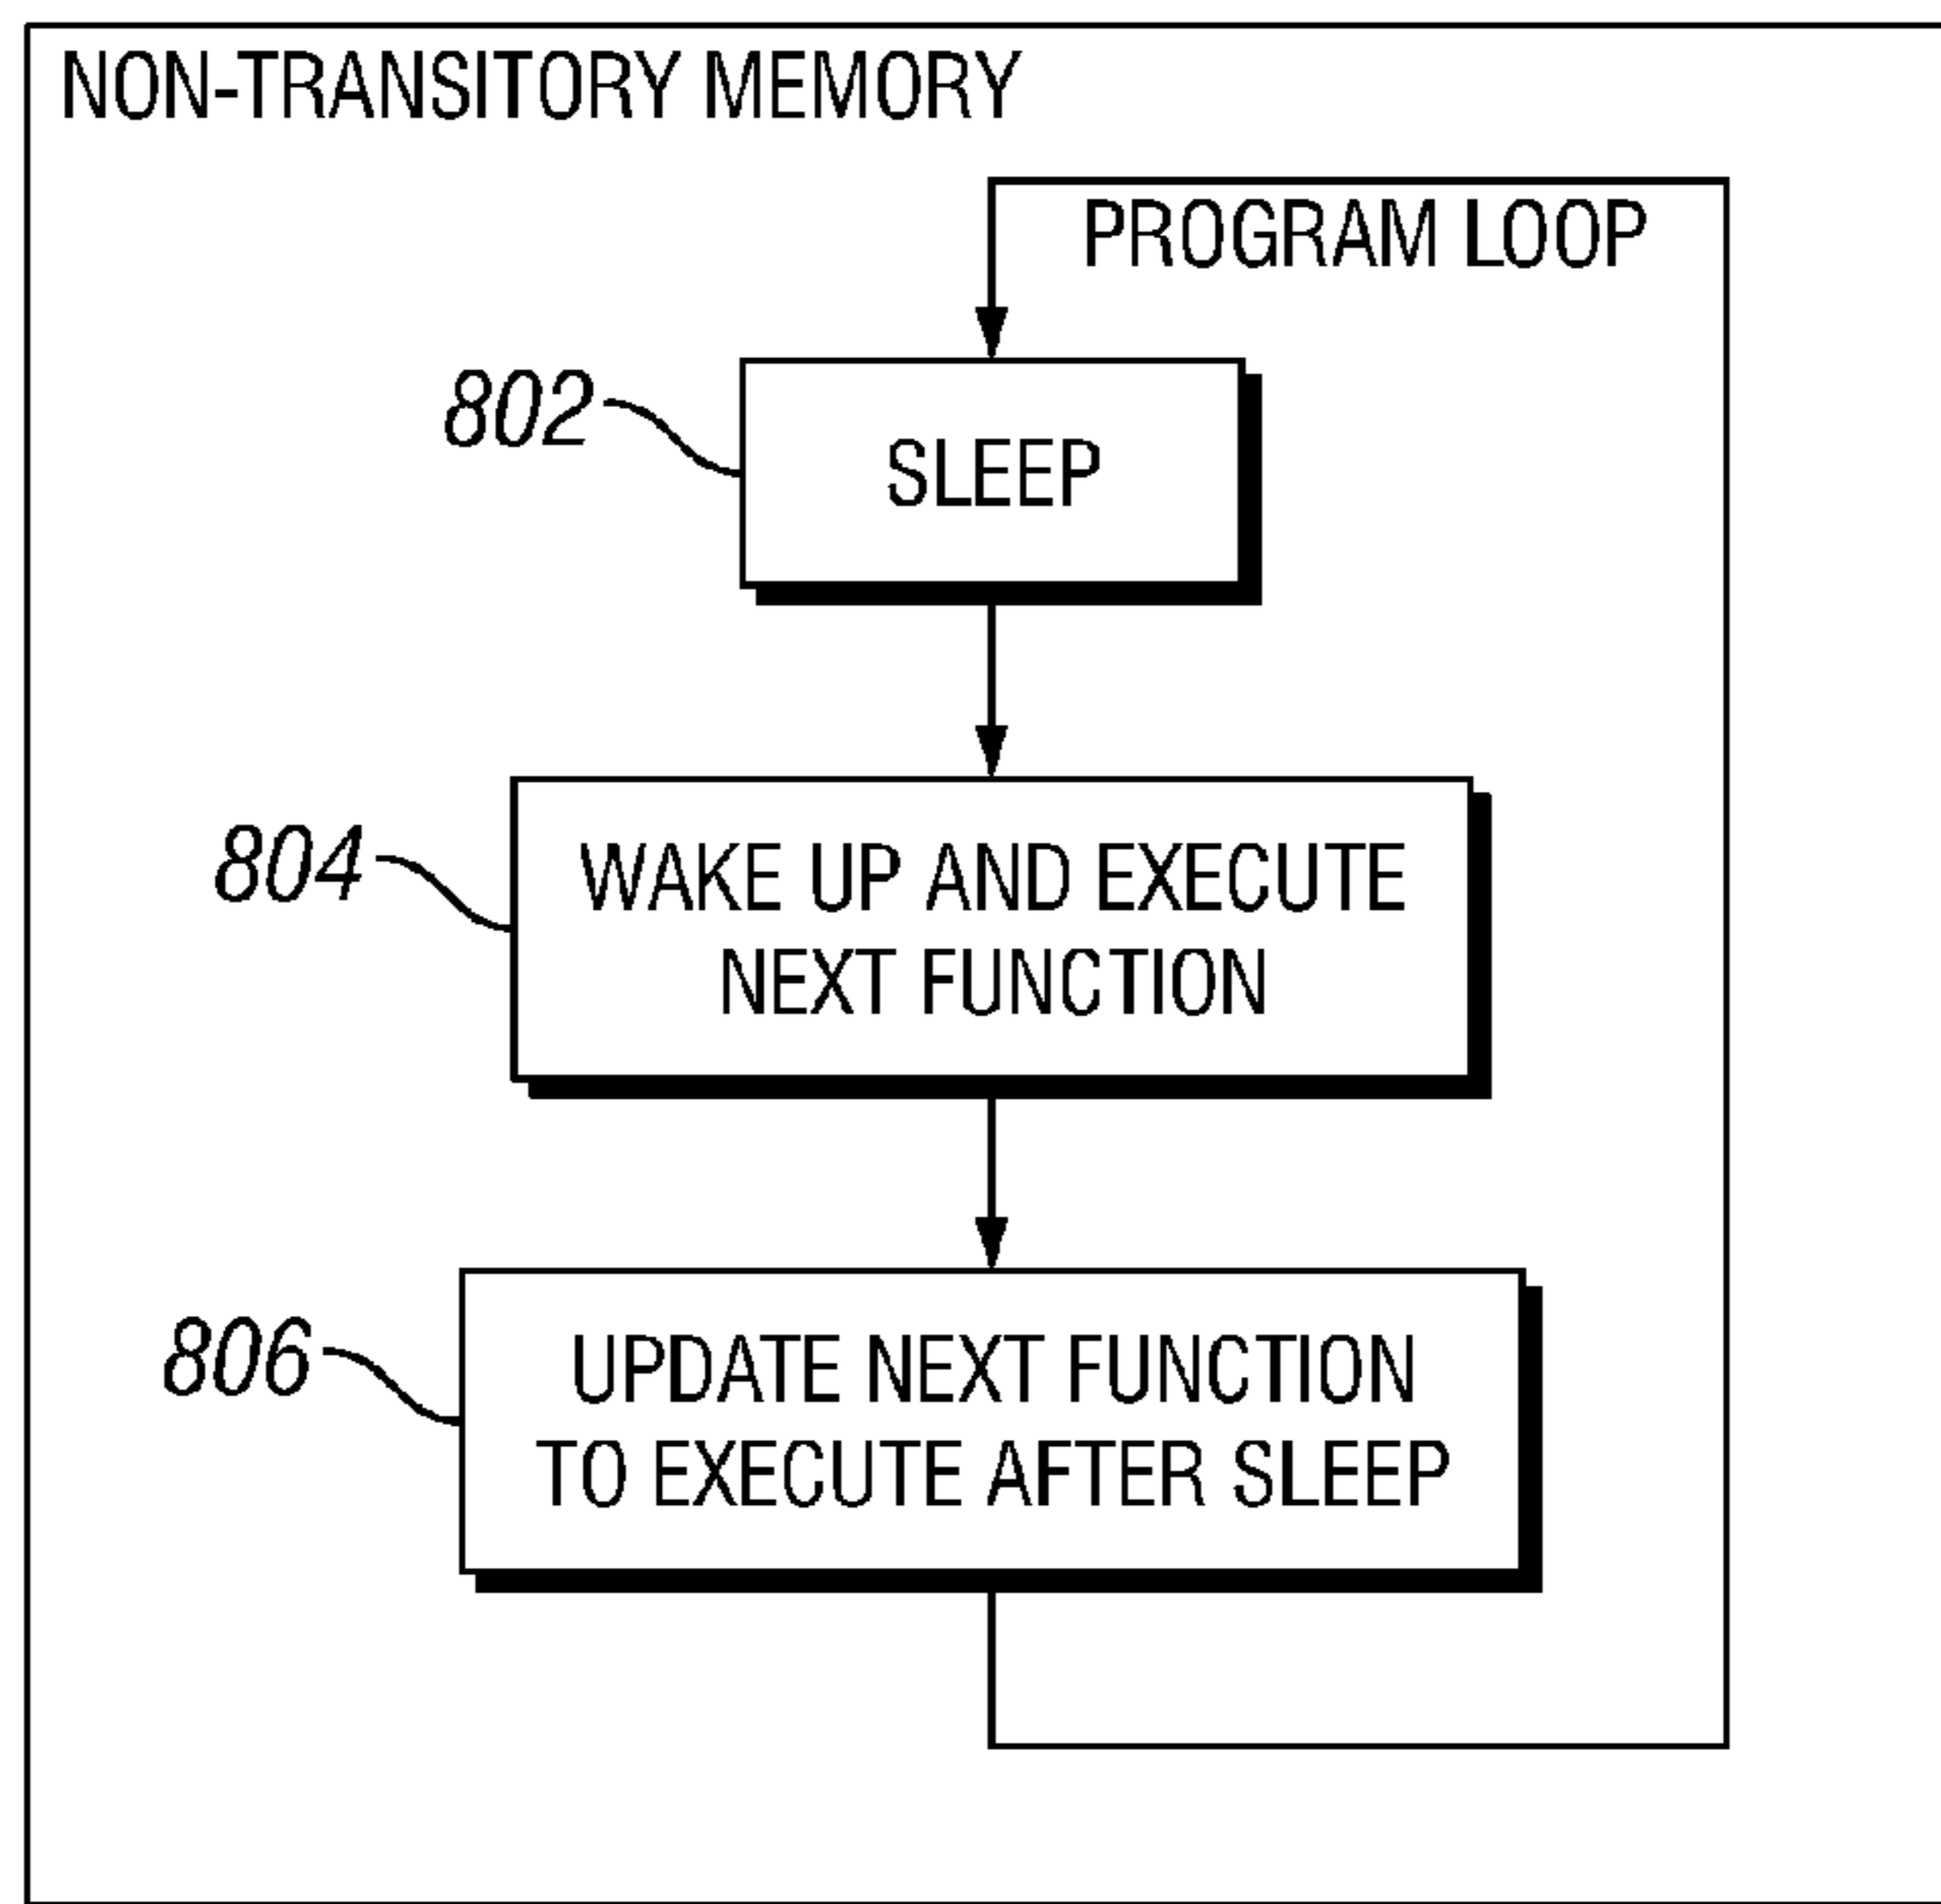 NON-TRANSITORY MEMORY
PROGRAM LOOP
802
SLEEP
804
WAKE UP AND EXECUTE
NEXT FUNCTION
806
UPDATE NEXT FUNCTION
TO EXECUTE AFTER SLEEP